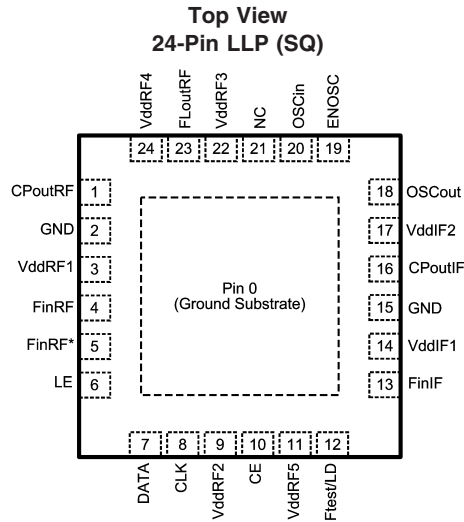 Top View
24-Pin LLP (SQ)
VddRF4
FLoutRF
VddRF3
NC
OSCin
ENOSC
24 23 22 21 20 19
CPoutRF 1
GND 2
VddRF1 3
FinRF 4
FinRF* 5
LE 6
Pin 0
(Ground Substrate)
18 OSCout
17 VddIF2
16 CPoutIF
15 GND
14 VddIF1
13 FinIF
7 8 9 10 11 12
DATA
CLK
VddRF2
CE
VddRF5
Ftest/LD